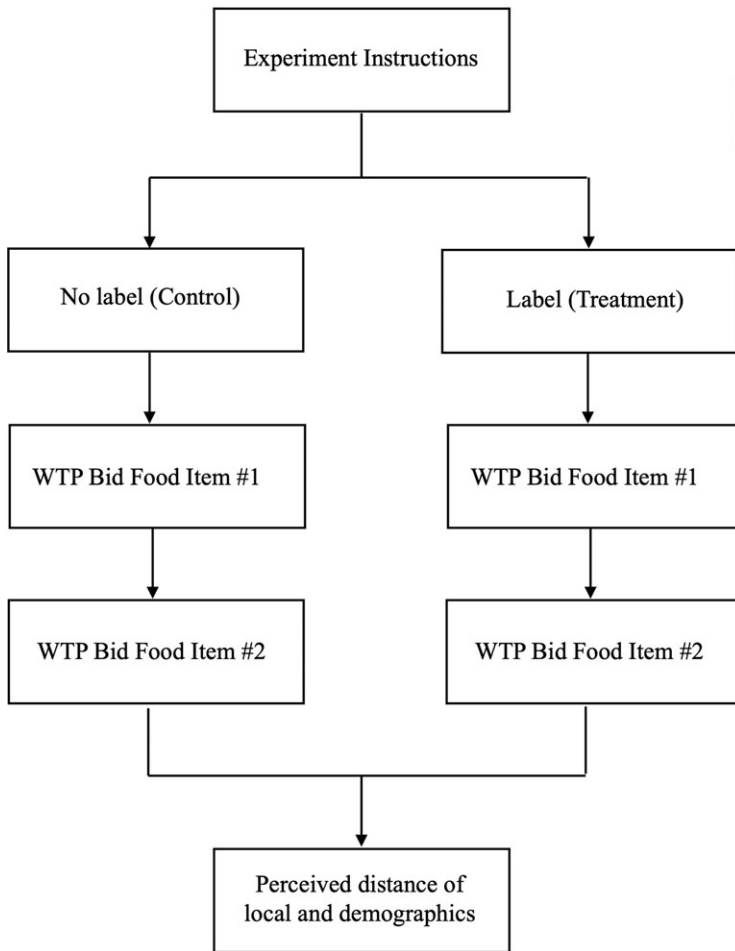 Experiment Instructions
No label (Control)
Label (Treatment)
WTP Bid Food Item #1
WTP Bid Food Item #1
WTP Bid Food Item #2
WTP Bid Food Item #2
Perceived distance of
local and demographics